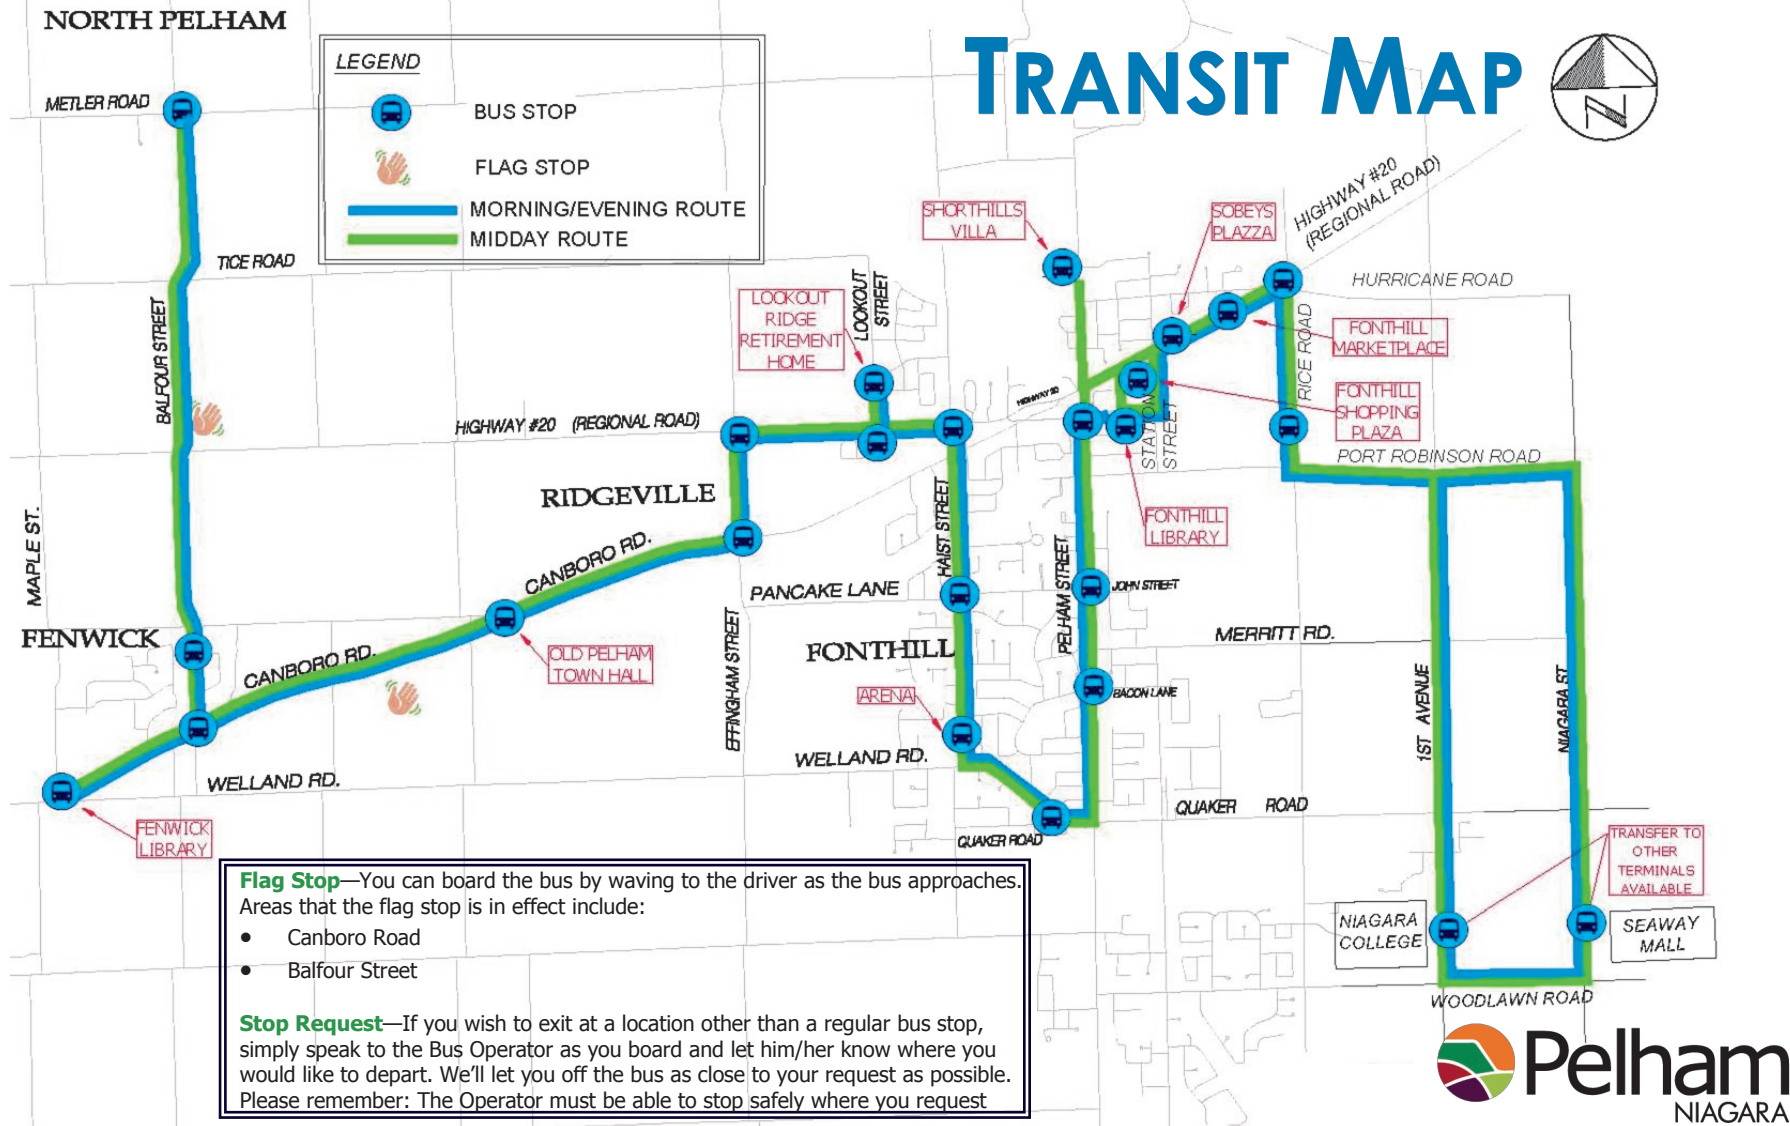 NORTH PELHAM
TRANSIT MAP
N
LEGEND
BUS STOP
FLAG STOP
MORNING/EVENING ROUTE
MIDDAY ROUTE
METLER ROAD
TICE ROAD
BALFOUR STREET
MAPLE ST.
FENWICK
CANBORO RD.
WELLAND RD.
FENWICK
LIBRARY
OLD PELHAM
TOWN HALL
CANBORO RD.
RIDGEVILLE
HIGHWAY #20 (REGIONAL ROAD)
LOOKOUT
RIDGE
RETIREMENT
HOME
LOOKOUT
STREET
SHORTHILLS
VILLA
SOBEYS
PLAZZA
HIGHWAY #20
(REGIONAL ROAD)
HURRICANE ROAD
FONTHILL
MARKETPLACE
RICE ROAD
FONTHILL
SHOPPING
PLAZA
PORT ROBINSON ROAD
HIGHWAY 20
STATION
STREET
FONTHILL
LIBRARY
HAIST STREET
PELHAM STREET
PANCAKE LANE
EFFINGHAM STREET
FONTHILL
JOHN STREET
MERRITT RD.
BACON LANE
ARENA
WELLAND RD.
1ST AVENUE
NIAGARA ST
QUAKER ROAD
QUAKER ROAD
TRANSFER TO
OTHER
TERMINALS
AVAILABLE
NIAGARA
COLLEGE
SEAWAY
MALL
WOODLAWN ROAD
Flag Stop—You can board the bus by waving to the driver as the bus approaches.
Areas that the flag stop is in effect include:
• Canboro Road
• Balfour Street
Stop Request—If you wish to exit at a location other than a regular bus stop,
simply speak to the Bus Operator as you board and let him/her know where you
would like to depart. We'll let you off the bus as close to your request as possible.
Please remember: The Operator must be able to stop safely where you request
Pelham
NIAGARA